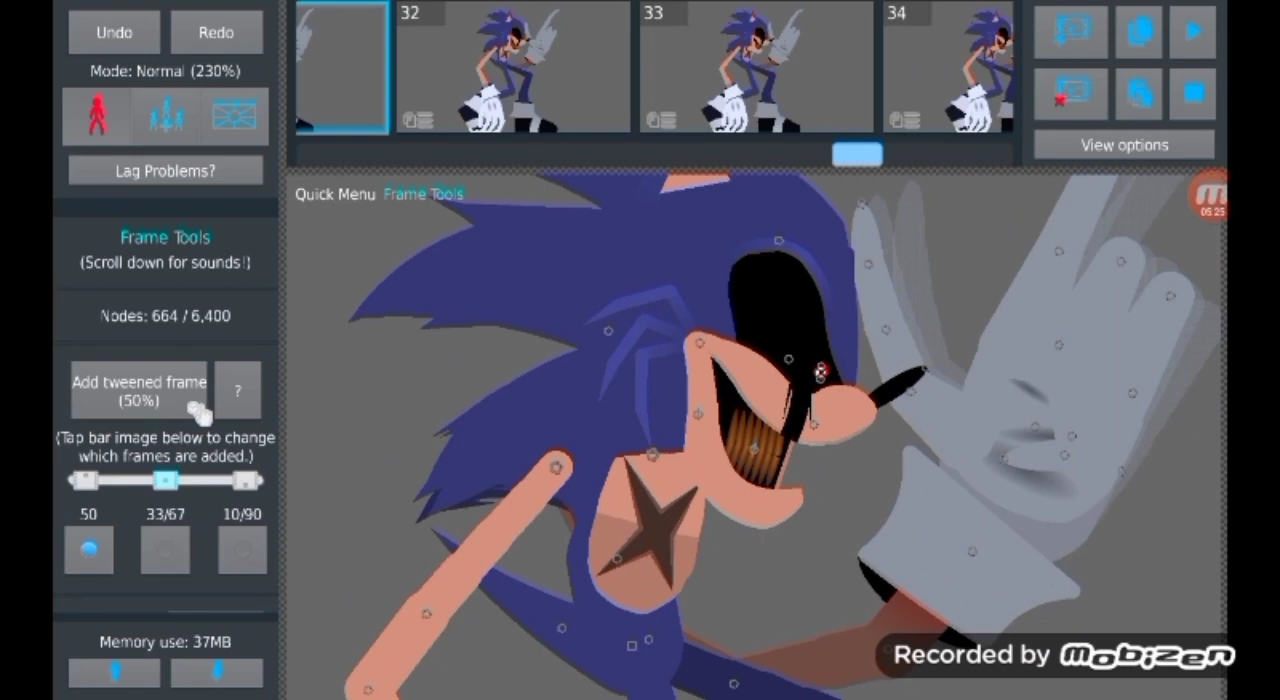 Undo Redo
Mode: Normal (230%)
Lag Problems?
Frame Tools
(Scroll down for sounds!)
Nodes: 664 / 6,400
Add tweened frame
(50%)
?
(Tap bar image below to change
which frames are added.)
50 33/67 10/90
Memory use: 37MB
32 33 34
View options
Quick Menu Frame Tools
05:25
Recorded by Mobizen